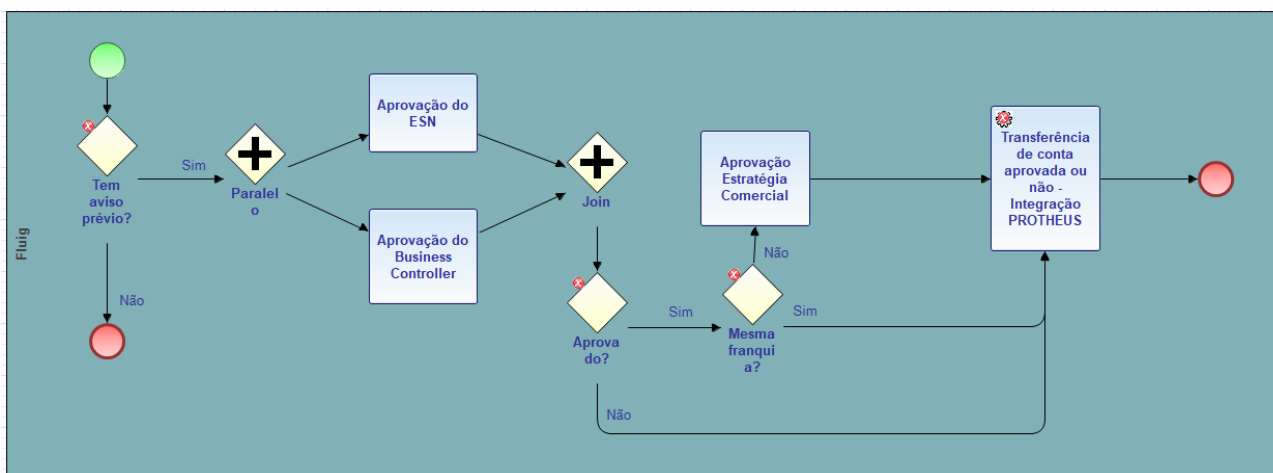 Fluig
Tem
aviso
prévio?
Sim
Não
Paralel
o
Aprovação do
ESN
Aprovação do
Business
Controller
Join
Aprova
do?
Sim
Não
Mesma
franqui
a?
Não
Sim
Aprovação
Estratégia
Comercial
Transferência
de conta
aprovada ou
não -
Integração
PROTHEUS